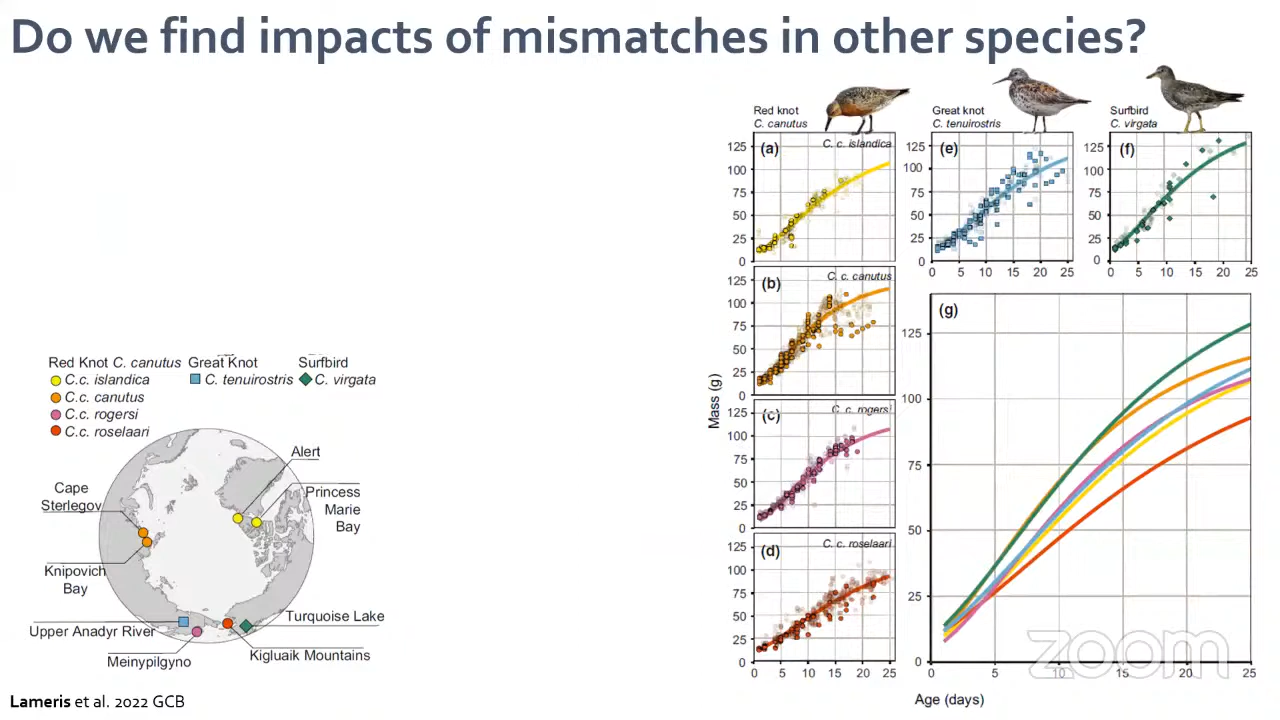 Do we find impacts of mismatches in other species?
Red Knot C. canutus Great Knot Surfbird
C.c. islandica C. tenuirostris C. virgata
C.c. canutus
C.c. rogersi
C.c. roselaari
Alert
Cape
Sterlegov
Princess
Marie
Bay
Knipovich
Bay
Turquoise Lake
Upper Anadyr River
Kigluaik Mountains
Meinypilgyno
Lameris et al. 2022 GCB
Red knot
C. canutus
Great knot
C. tenuirostris
Surfbird
C. virgata
Mass (g)
(a) C. c. islandica
125
100
75
50
25
0
(b) C. c. canutus
125
100
75
50
25
0
(c) C. c. rogersi
125
100
75
50
25
0
(d) C. c. roselaari
125
100
75
50
25
0
0 5 10 15 20 25
(e)
125
100
75
50
25
0
0 5 10 15 20 25
(f)
125
100
75
50
25
0
0 5 10 15 20 25
(g)
125
100
75
50
25
0
0 5 10 15 20 25
Age (days)
zoom